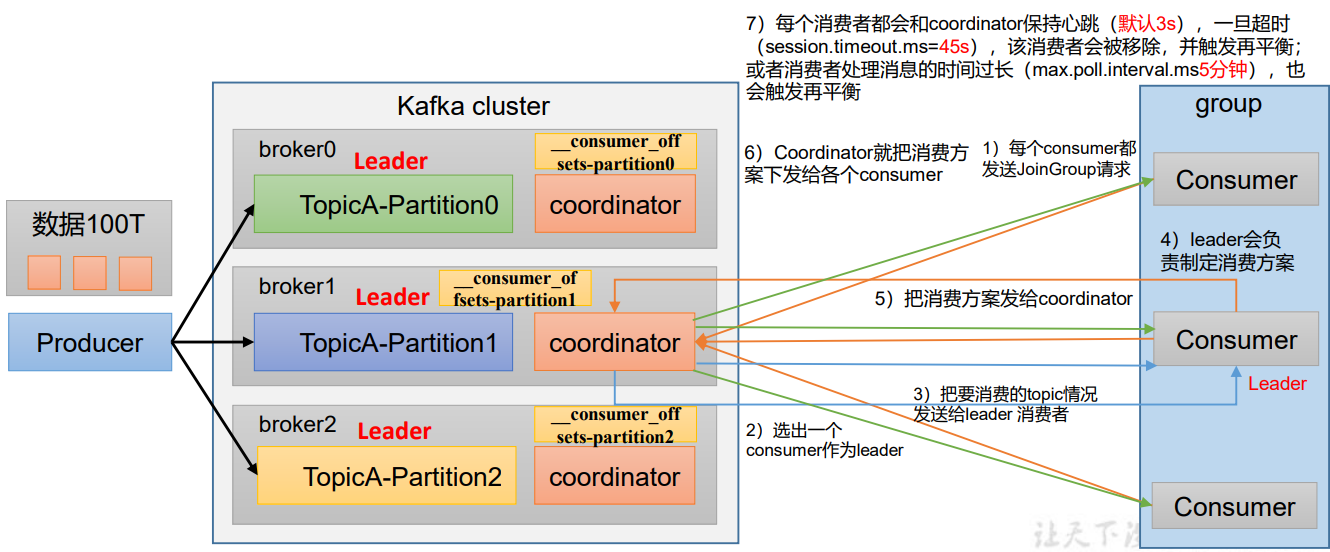 7）每个消费者都会和coordinator保持心跳（默认3s），一旦超时
（session.timeout.ms=45s），该消费者会被移除，并触发再平衡；
或者消费者处理消息的时间过长（max.poll.interval.ms5分钟），也
会触发再平衡
Kafka cluster
group
broker0
Leader
__consumer_off
sets-partition0
TopicA-Partition0
coordinator
6）Coordinator就把消费方
案下发给各个consumer
1）每个consumer都
发送JoinGroup请求
Consumer
数据100T
Producer
broker1
Leader
__consumer_of
fsets-partition1
TopicA-Partition1
coordinator
4）leader会负
责制定消费方案
5）把消费方案发给coordinator
Consumer
Leader
3）把要消费的topic情况
发送给leader 消费者
2）选出一个
consumer作为leader
broker2
Leader
__consumer_off
sets-partition2
TopicA-Partition2
coordinator
Consumer
让天下